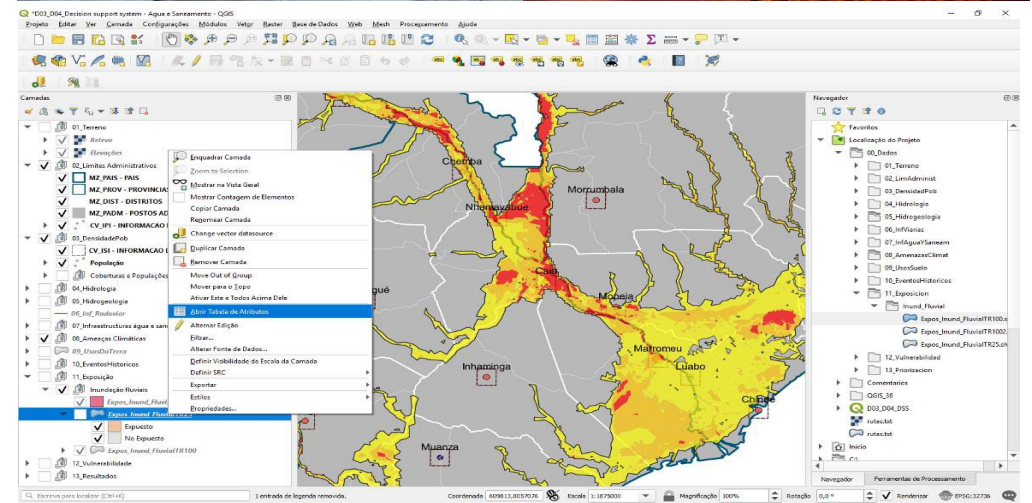 *D03_D04_Decision support system - Agua e Saneamento - QGIS
Projeto Editar Ver Camada Configurações Módulos Vetor Raster Base de Dados Web Mesh Processamento Ajuda
Camadas
01_Terreno
Relevo
Elevações
02_Limites Administrativos
MZ_PAIS - PAIS
MZ_PROV - PROVINCIAS
MZ_DIST - DISTRITOS
MZ_PADM - POSTOS AD
CV_IPI - INFORMACAO
03_DensidadePob
CV_ISI - INFORMACAO
População
Coberturas e Populações
04_Hidrologia
05_Hidrogeologia
06_Inf_Rodoviar
07_Infraestructuras água e san
08_Ameaças Climáticas
09_UsosDaTerra
10_EventosHistoricos
11_Exposição
Inundação fluviais
Expos_Inund_Fluvi
Expos_Inund_FluvialTR25
Expuesto
No Expuesto
Expos_Inund_FluvialTR100
12_Vulnerabilidade
13_Resultados
Enquadrar Camada
Zoom to Selection
Mostrar na Vista Geral
Mostrar Contagem de Elementos
Copiar Camada
Renomear Camada
Change vector datasource
Duplicar Camada
Remover Camada
Move Out of Group
Mover para o Topo
Ativar Este e Todos Acima Dele
Abrir Tabela de Atributos
Alternar Edição
Filtrar...
Alterar Fonte de Dados...
Definir Visibilidade da Escala da Camada
Definir SRC
Exportar
Estilos
Propriedades...
Chemba
Morrumbala
Nhamayabue
Caia
gué
Mopeia
Marromeu
Luabo
Inhaminga
Chinde
Muanza
Navegador
Favoritos
Localização do Projeto
00_Dados
01_Terreno
02_LimAdminist
03_DensidadPob
04_Hidrologia
05_Hidrogeologia
06_InfViarias
07_InfAguaYSaneam
08_AmenazasClimat
09_UsosSuelo
10_EventosHistoricos
11_Exposicion
Inund_Fluvial
Expos_Inund_FluvialTR100.s
Expos_Inund_FluvialTR1002.
Expos_Inund_FluvialTR25.sh
12_Vulnerabilidad
13_Priorizacion
Comentarios
QGIS_36
D03_D04_DSS
rutas.txt
rutas.txt
Início
C:\
Navegador Ferramentas de Processamento
Escreva para localizar (Ctrl+K) 1 entrada de legenda removida. Coordenada 609813,8057076 Escala 1:1875000 Magnificação 100% Rotação 0,0 ° Renderizar EPSG:32736